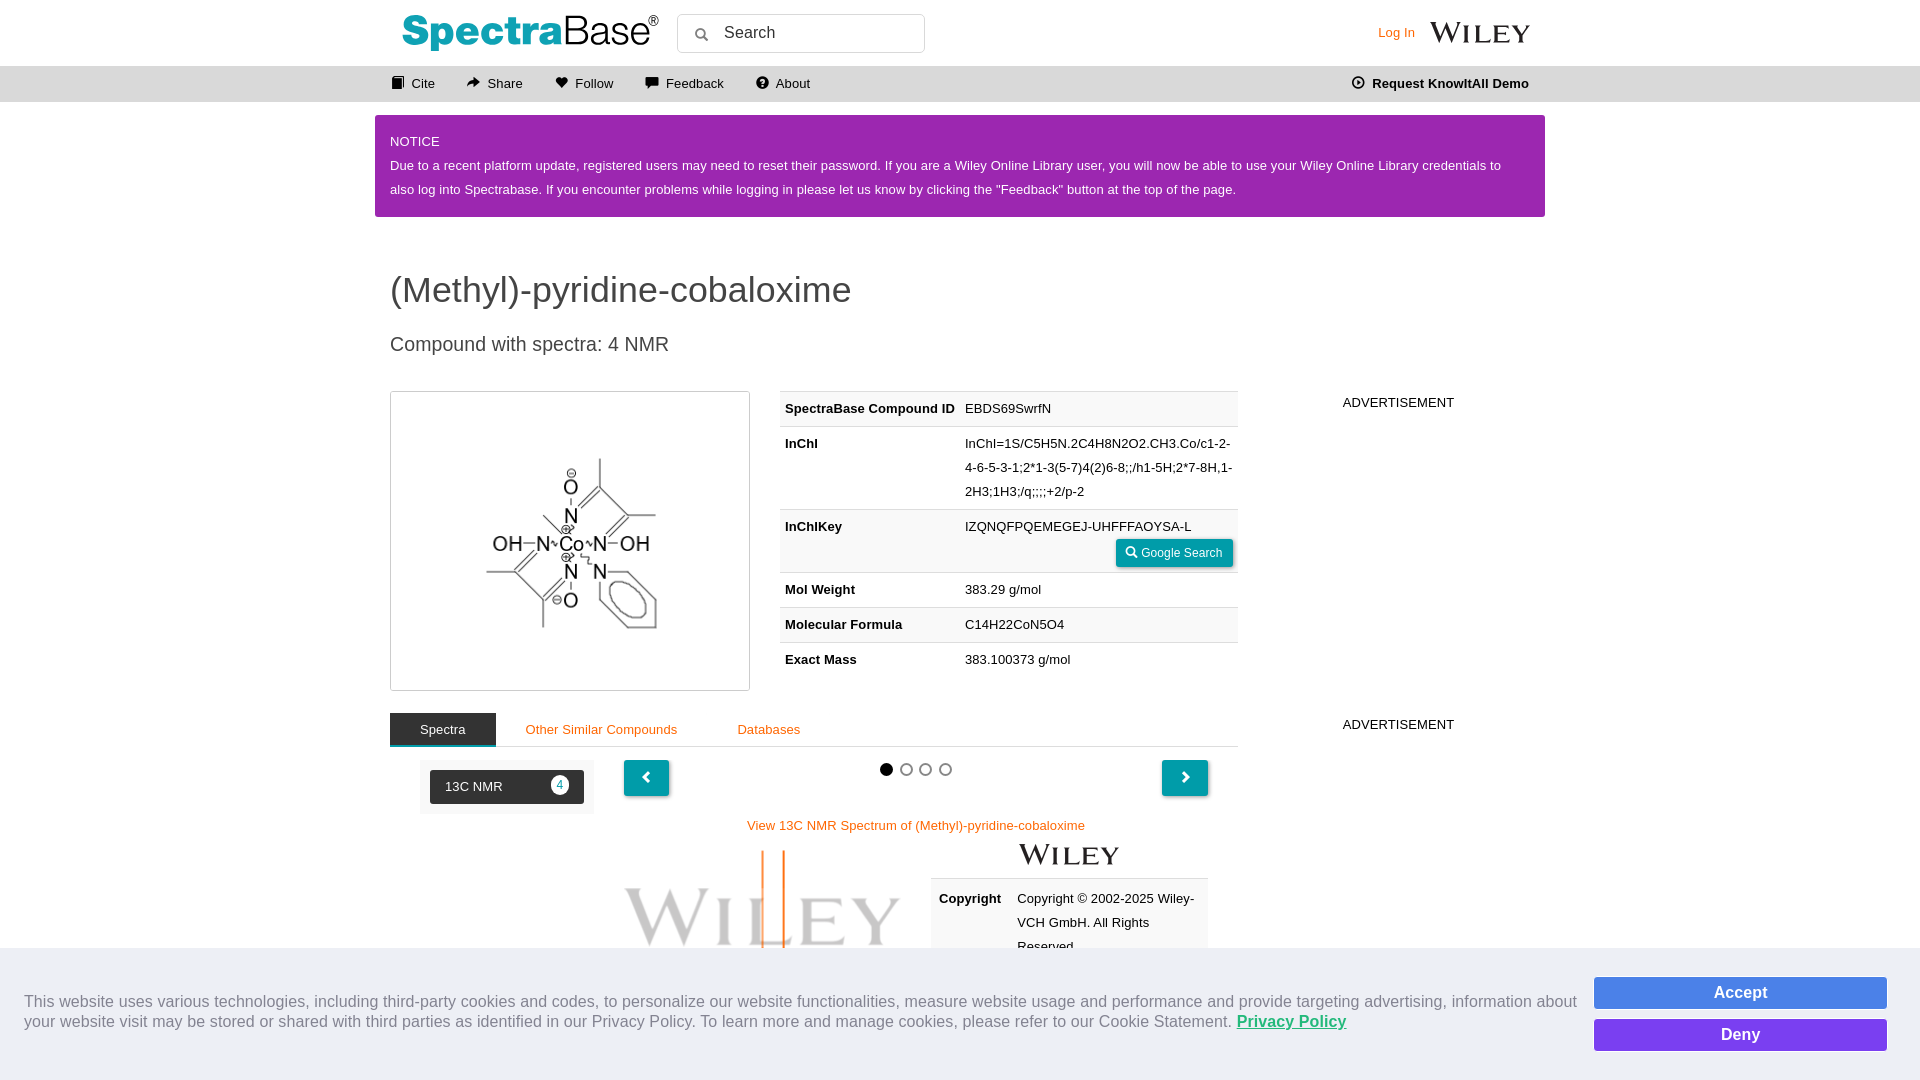 SpectraBase®
Search
Log In
WILEY
Cite
Share
Follow
Feedback
About
Request KnowItAll Demo
NOTICE
Due to a recent platform update, registered users may need to reset their password. If you are a Wiley Online Library user, you will now be able to use your Wiley Online Library credentials to
also log into Spectrabase. If you encounter problems while logging in please let us know by clicking the "Feedback" button at the top of the page.
(Methyl)-pyridine-cobaloxime
Compound with spectra: 4 NMR
⊖
O
N
⊕
OH N Co N OH
⊕
N N
⊖ O
SpectraBase Compound ID EBDS69SwrfN
InChI InChI=1S/C5H5N.2C4H8N2O2.CH3.Co/c1-2-
4-6-5-3-1;2*1-3(5-7)4(2)6-8;;/h1-5H;2*7-8H,1-
2H3;1H3;/q;;;;+2/p-2
InChIKey IZQNQFPQEMEGEJ-UHFFFAOYSA-L
Google Search
Mol Weight 383.29 g/mol
Molecular Formula C14H22CoN5O4
Exact Mass 383.100373 g/mol
ADVERTISEMENT
Spectra
Other Similar Compounds
Databases
ADVERTISEMENT
13C NMR 4
View 13C NMR Spectrum of (Methyl)-pyridine-cobaloxime
WILEY
WILEY
Copyright Copyright © 2002-2025 Wiley-
VCH GmbH. All Rights
Reserved.
This website uses various technologies, including third-party cookies and codes, to personalize our website functionalities, measure website usage and performance and provide targeting advertising, information about
your website visit may be stored or shared with third parties as identified in our Privacy Policy. To learn more and manage cookies, please refer to our Cookie Statement. Privacy Policy
Accept
Deny